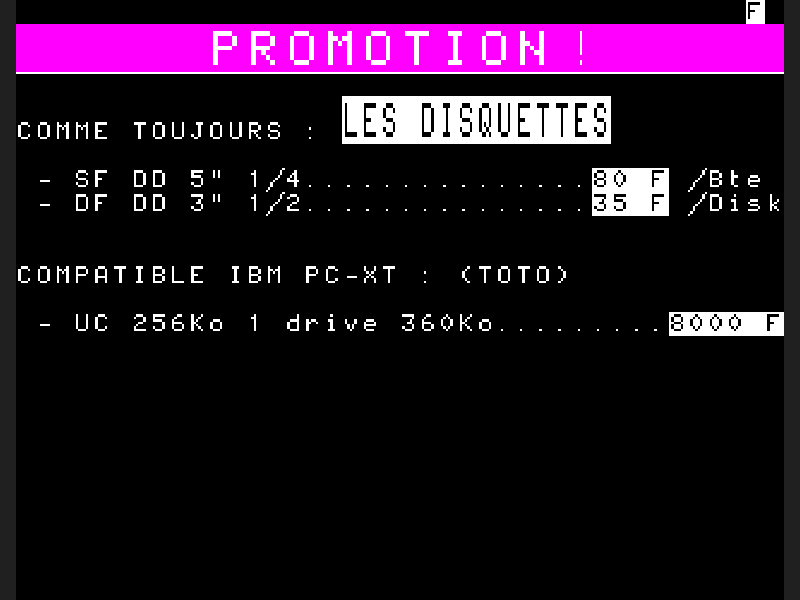 F
PROMOTION !
COMME TOUJOURS : LES DISQUETTES
- SF DD 5" 1/4...............80 F /Bte
- DF DD 3" 1/2...............35 F /Disk
COMPATIBLE IBM PC-XT : (TOTO)
- UC 256Ko 1 drive 360Ko.........8000 F